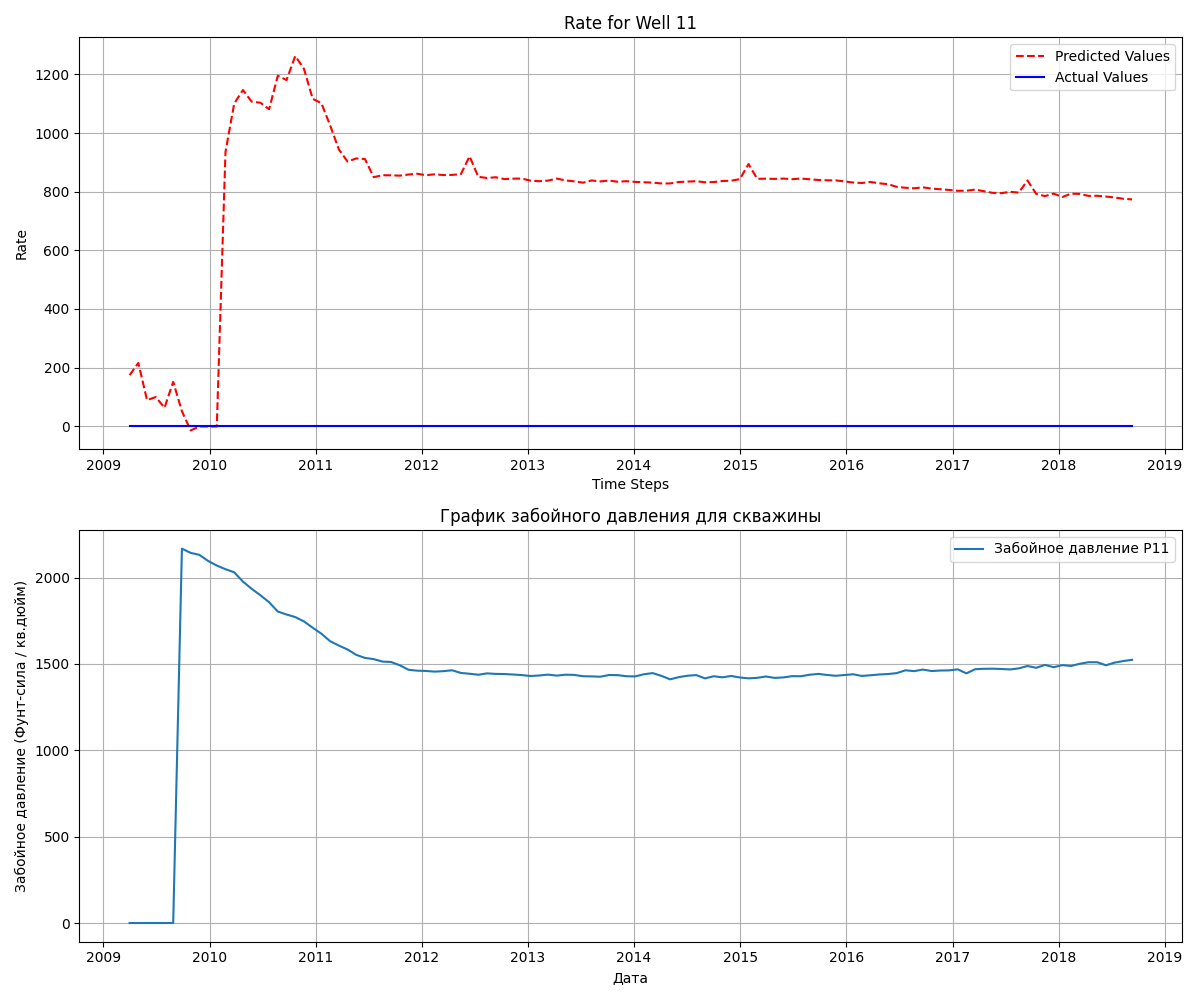 Rate for Well 11
Predicted Values
Actual Values
1200
1000
800
600
400
200
0
Rate
2009 2010 2011 2012 2013 2014 2015 2016 2017 2018 2019
Time Steps
График забойного давления для скважины
Забойное давление P11
2000
1500
1000
500
0
Забойное давление (Фунт-сила / кв.дюйм)
2009 2010 2011 2012 2013 2014 2015 2016 2017 2018 2019
Дата